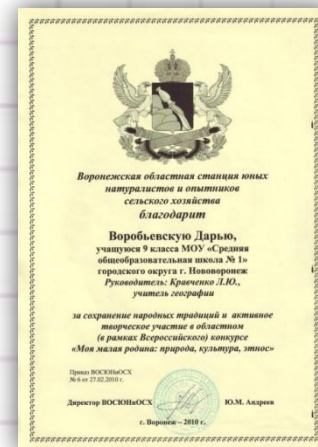 Воронежская областная станция юных
натуралистов и опытников
сельского хозяйства
благодарит
Воробьевскую Дарью,
учащуюся 9 класса МОУ «Средняя
общеобразовательная школа № 1»
городского округа г. Нововоронеж
Руководитель: Кравченко Л.Ю.,
учитель географии
за сохранение народных традиций и активное
творческое участие в областном
(в рамках Всероссийского) конкурсе
«Моя малая родина: природа, культура, этнос»
Приказ ВОСЮНиОСХ
№ 6 от 27.02.2010 г.
Директор ВОСЮНиОСХ Ю.М. Андреев
г. Воронеж – 2010 г.